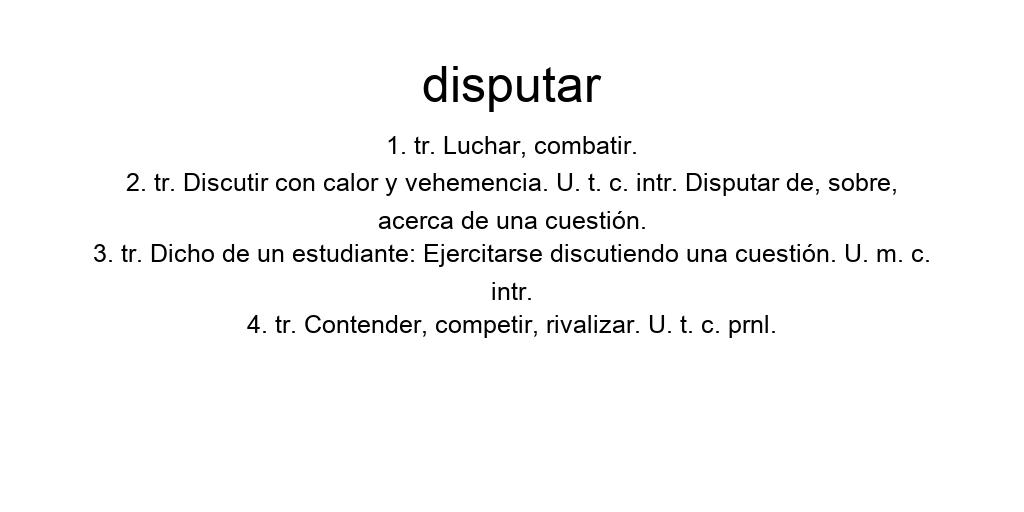 disputar
1. tr. Luchar, combatir.
2. tr. Discutir con calor y vehemencia. U. t. c. intr. Disputar de, sobre,
acerca de una cuestión.
3. tr. Dicho de un estudiante: Ejercitarse discutiendo una cuestión. U. m. c.
intr.
4. tr. Contender, competir, rivalizar. U. t. c. prnl.